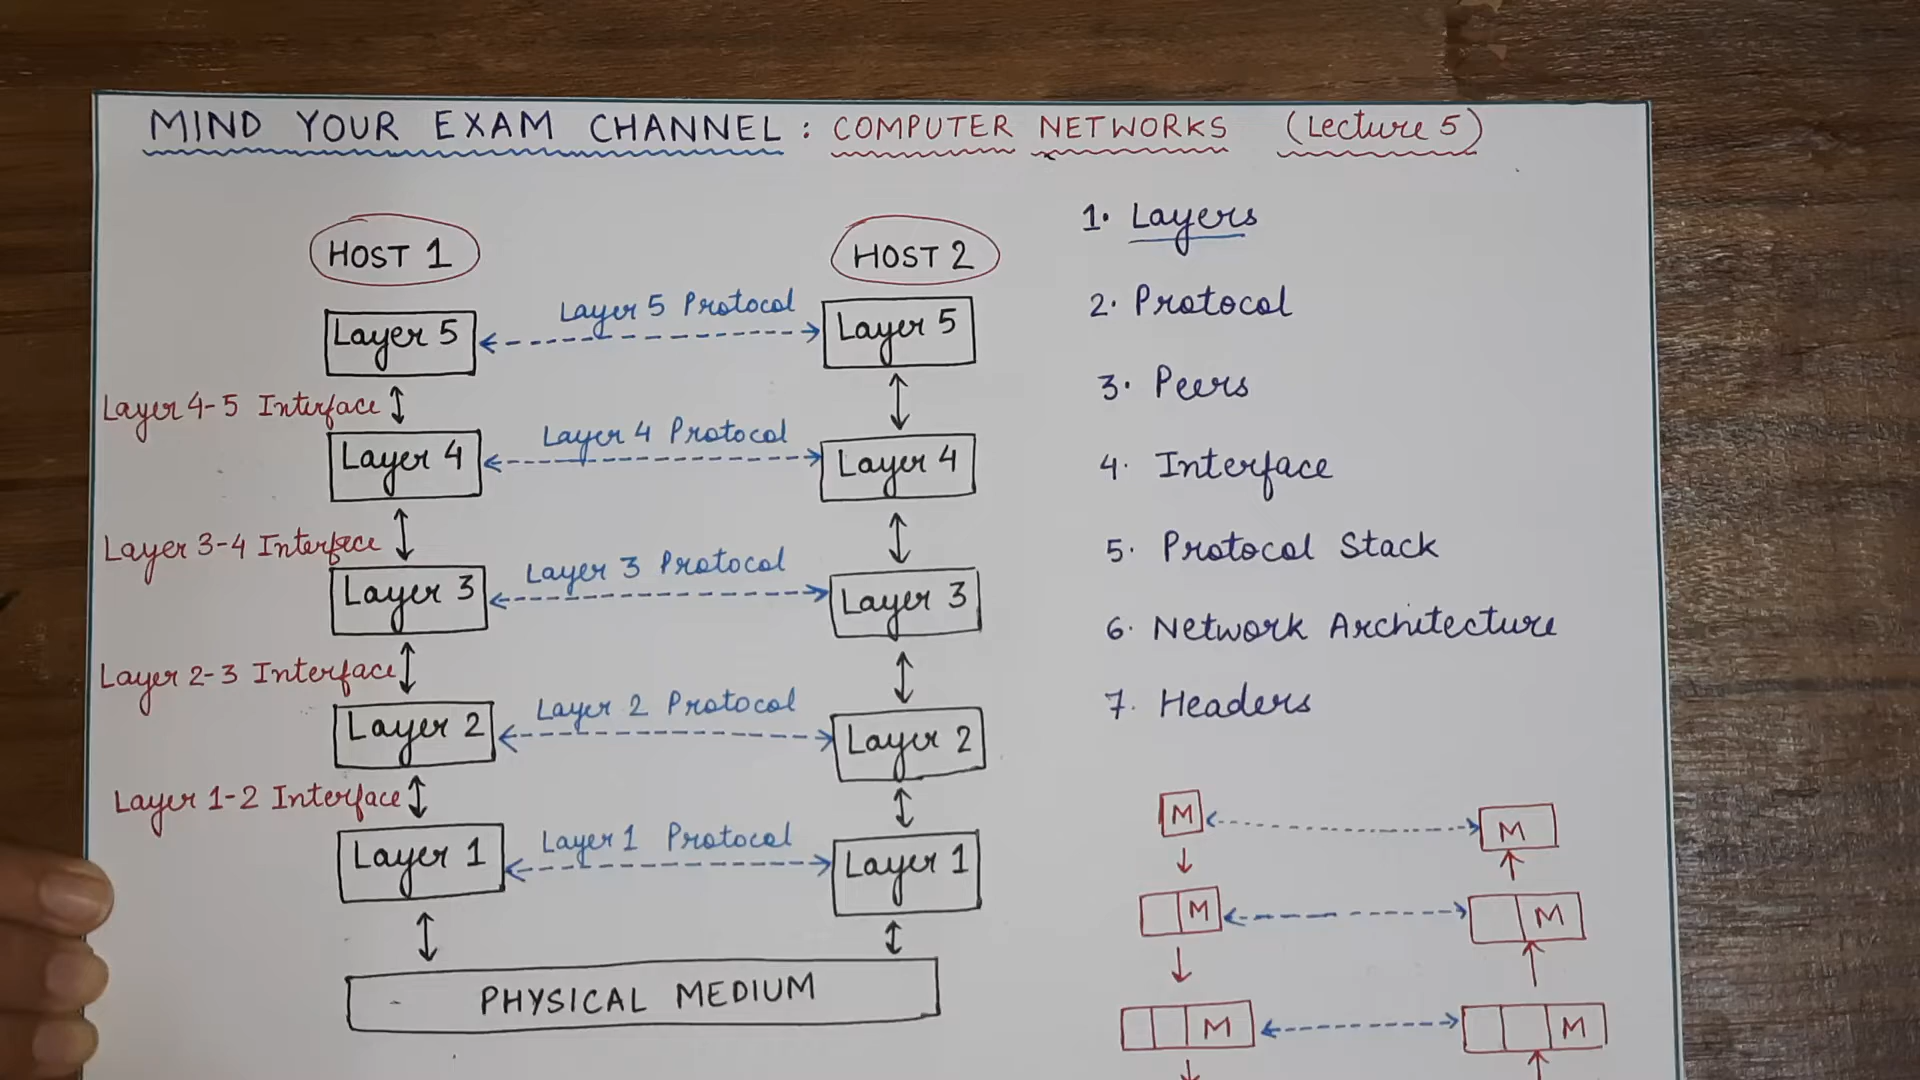 MIND YOUR EXAM CHANNEL : COMPUTER NETWORKS (Lecture 5)
HOST 1
HOST 2
Layer 5
Layer 5 Protocol
Layer 5
Layer 4-5 Interface
Layer 4
Layer 4 Protocol
Layer 4
Layer 3-4 Interfece
Layer 3
Layer 3 Protocol
Layer 3
Layer 2-3 Interface
Layer 2
Layer 2 Protocol
Layer 2
Layer 1-2 Interface
Layer 1
Layer 1 Protocol
Layer 1
PHYSICAL MEDIUM
1. Layers
2. Protocol
3. Peers
4. Interface
5. Protocol Stack
6. Network Architecture
7. Headers
M
M
M
M
M
M